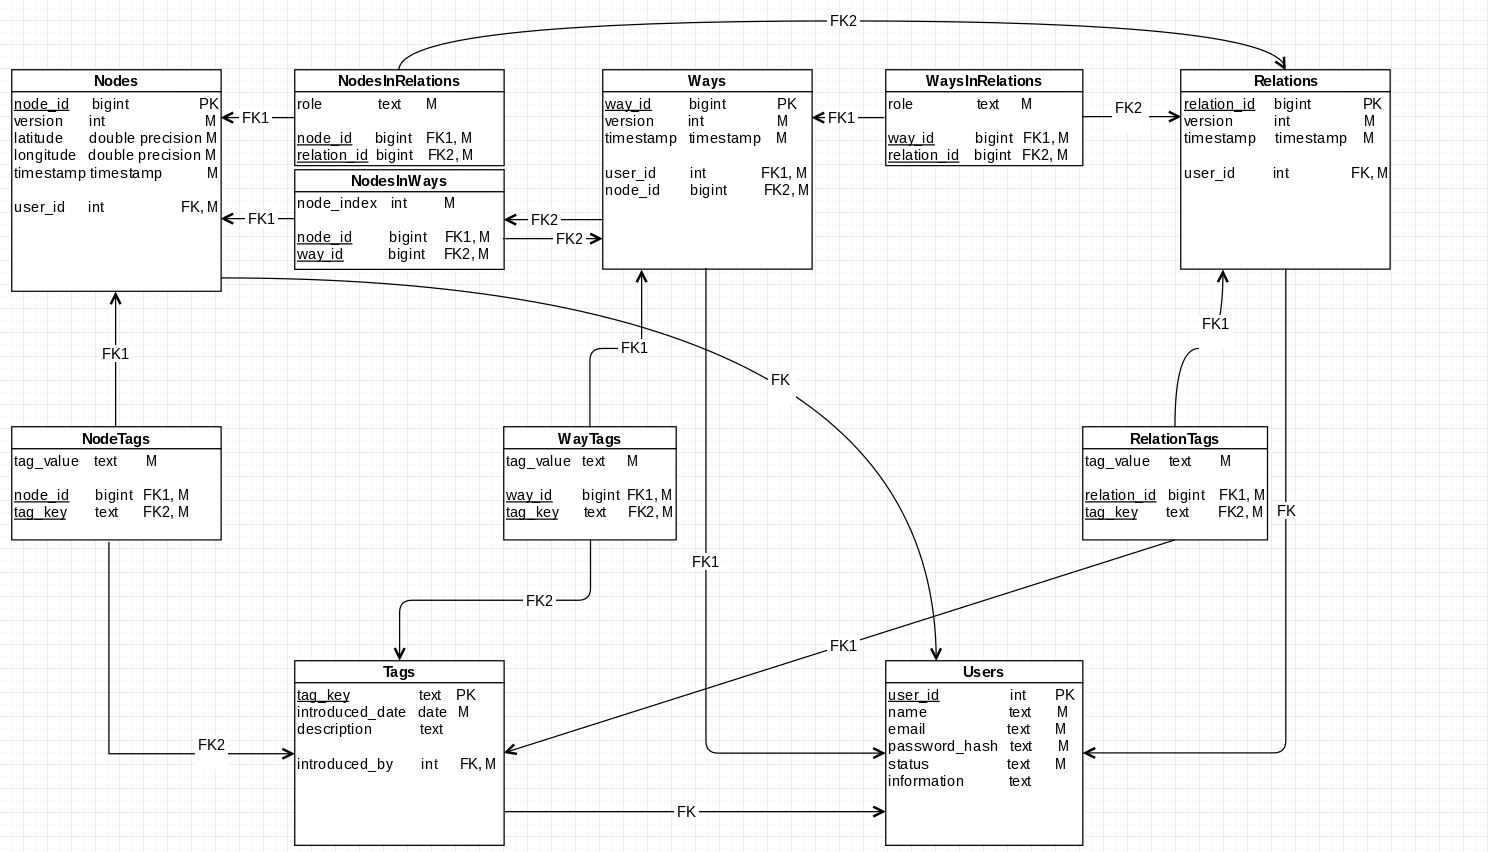 FK2
Nodes
node_id bigint PK
version int M
latitude double precision M
longitude double precision M
timestamp timestamp M
user_id int FK, M
FK1
NodesInRelations
role text M
node_id bigint FK1, M
relation_id bigint FK2, M
NodesInWays
node_index int M
node_id bigint FK1, M
way_id bigint FK2, M
FK1
FK2
FK2
Ways
way_id bigint PK
version int M
timestamp timestamp M
user_id int FK1, M
node_id bigint FK2, M
FK1
WaysInRelations
role text M
way_id bigint FK1, M
relation_id bigint FK2, M
FK2
Relations
relation_id bigint PK
version int M
timestamp timestamp M
user_id int FK, M
FK1
FK1
FK
FK1
NodeTags
tag_value text M
node_id bigint FK1, M
tag_key text FK2, M
WayTags
tag_value text M
way_id bigint FK1, M
tag_key text FK2, M
RelationTags
tag_value text M
relation_id bigint FK1, M
tag_key text FK2, M
FK
FK1
FK2
FK1
FK2
Tags
tag_key text PK
introduced_date date M
description text
introduced_by int FK, M
FK
Users
user_id int PK
name text M
email text M
password_hash text M
status text M
information text